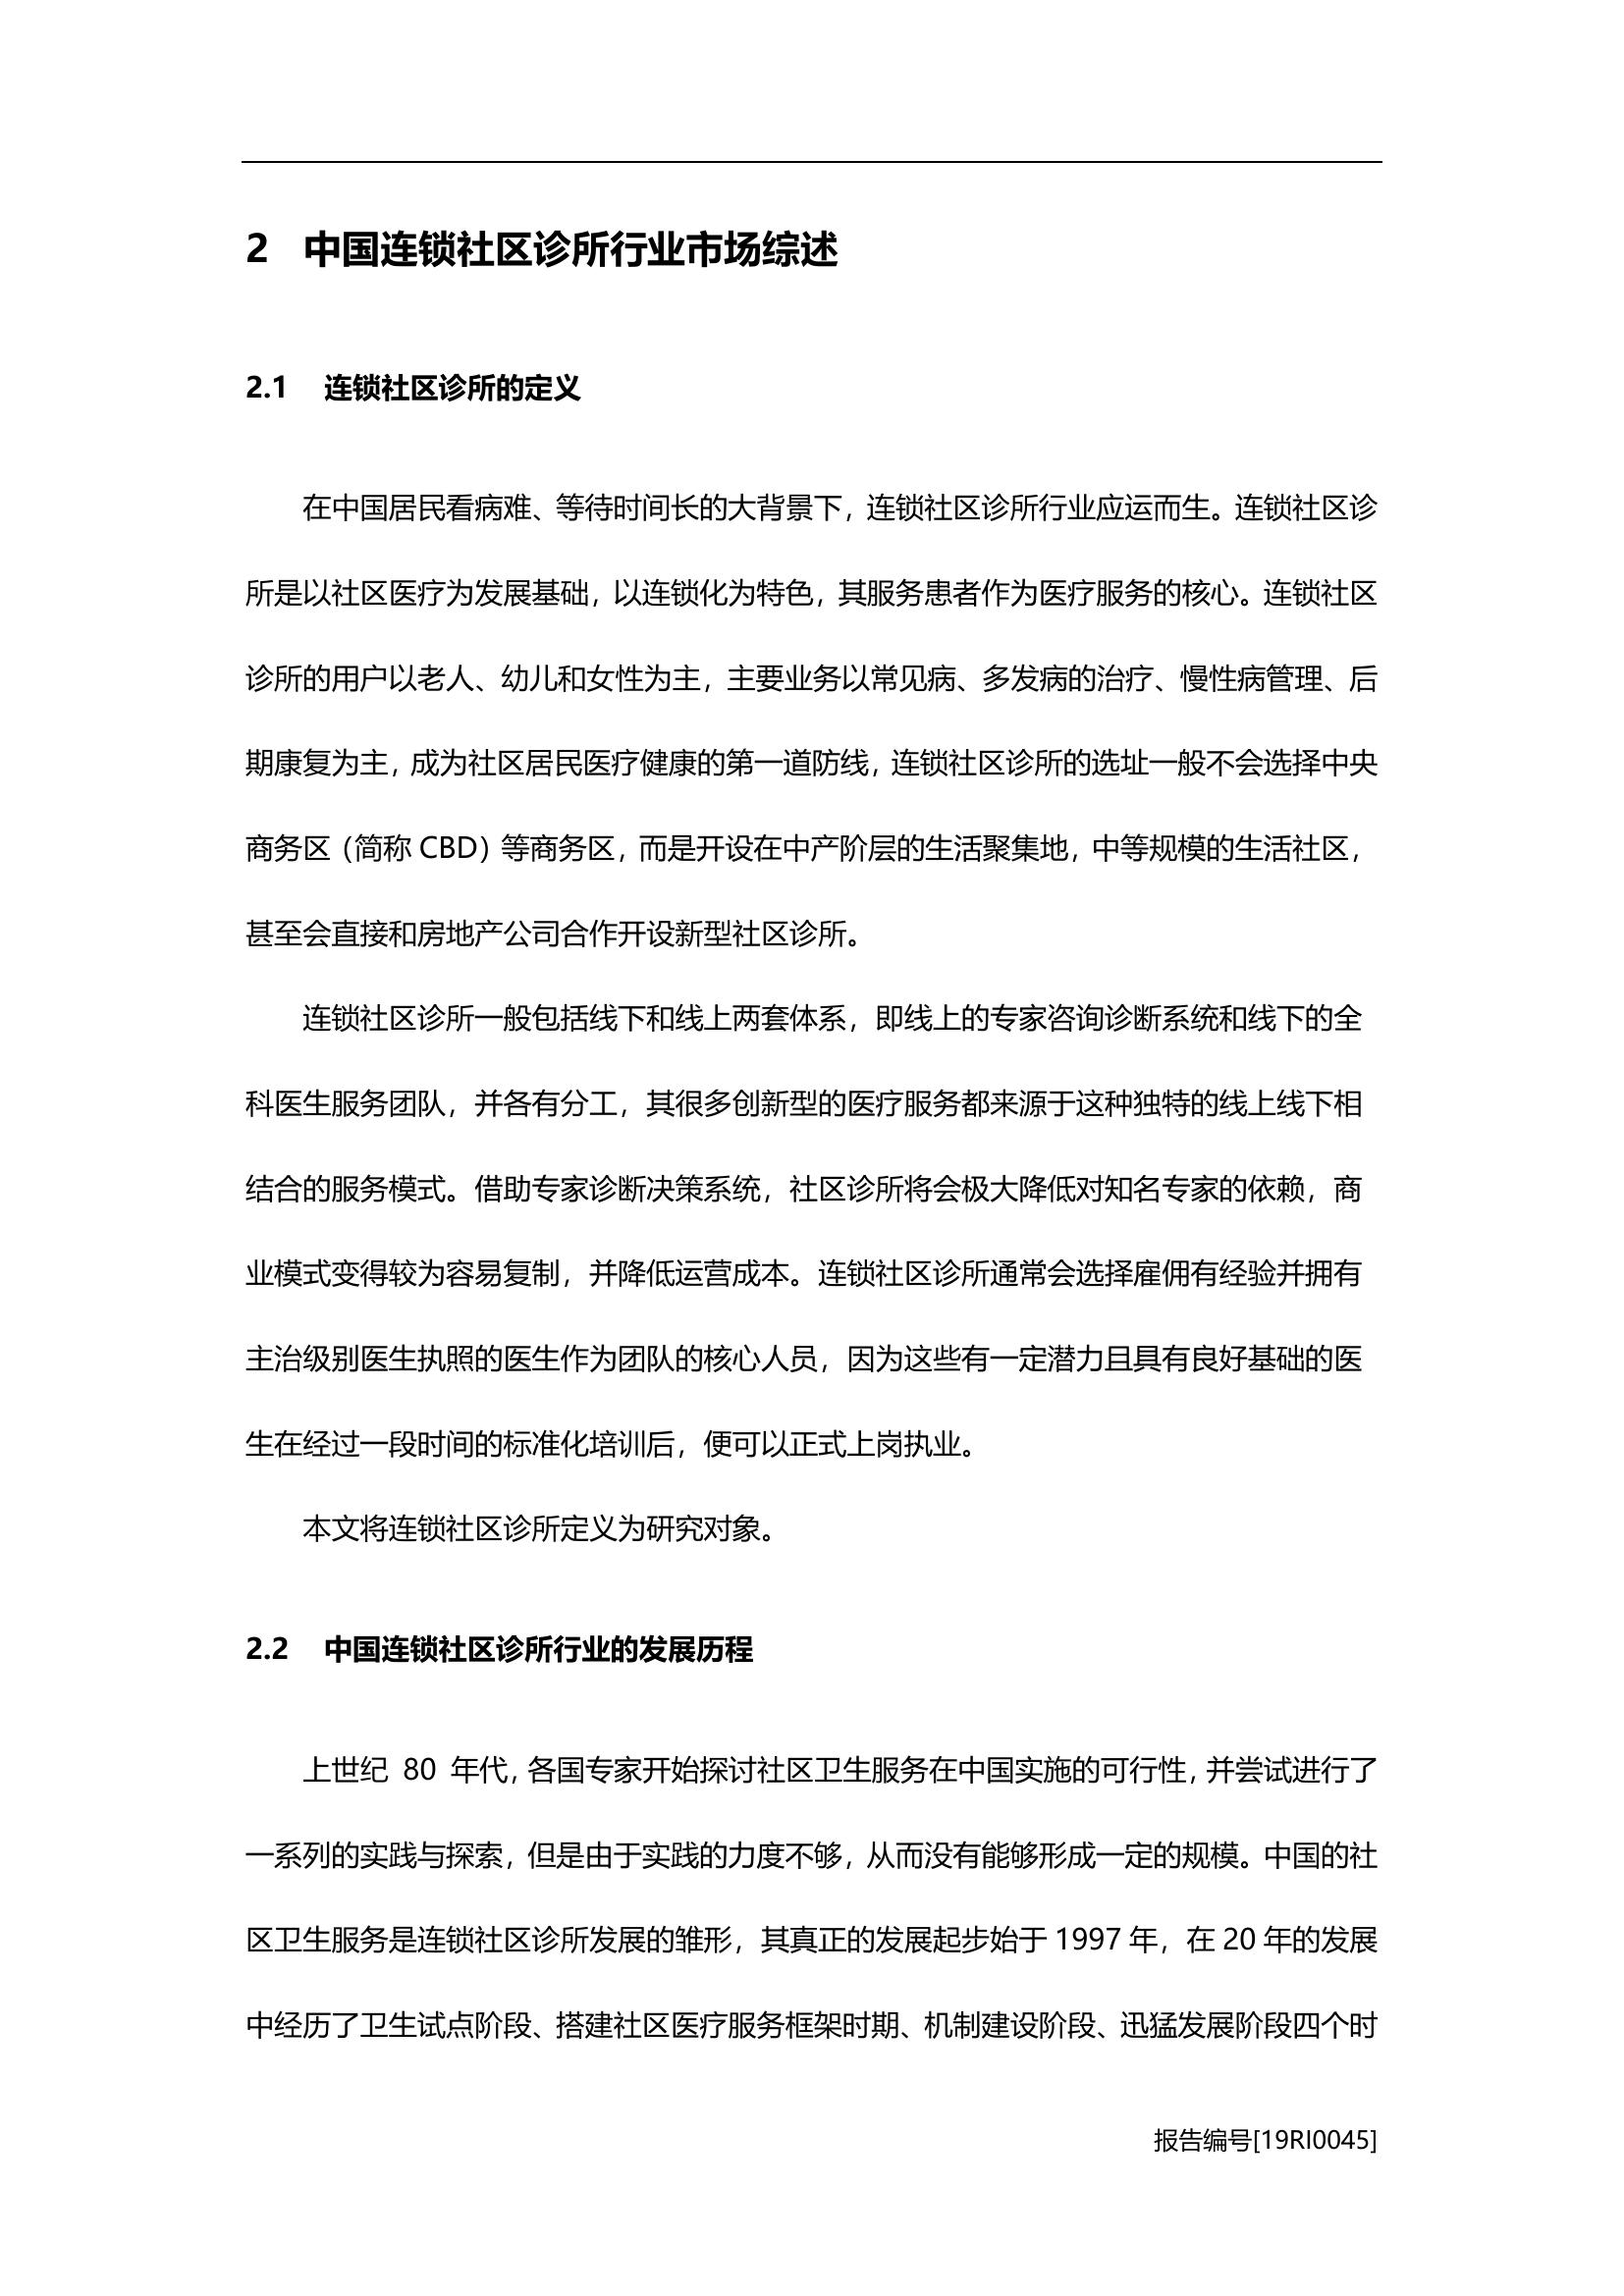 2 中国连锁社区诊所行业市场综述
2.1 连锁社区诊所的定义
在中国居民看病难、等待时间长的大背景下，连锁社区诊所行业应运而生。连锁社区诊
所是以社区医疗为发展基础，以连锁化为特色，其服务患者作为医疗服务的核心。连锁社区
诊所的用户以老人、幼儿和女性为主，主要业务以常见病、多发病的治疗、慢性病管理、后
期康复为主，成为社区居民医疗健康的第一道防线，连锁社区诊所的选址一般不会选择中央
商务区（简称 CBD）等商务区，而是开设在中产阶层的生活聚集地，中等规模的生活社区，
甚至会直接和房地产公司合作开设新型社区诊所。
连锁社区诊所一般包括线下和线上两套体系，即线上的专家咨询诊断系统和线下的全
科医生服务团队，并各有分工，其很多创新型的医疗服务都来源于这种独特的线上线下相
结合的服务模式。借助专家诊断决策系统，社区诊所将会极大降低对知名专家的依赖，商
业模式变得较为容易复制，并降低运营成本。连锁社区诊所通常会选择雇佣有经验并拥有
主治级别医生执照的医生作为团队的核心人员，因为这些有一定潜力且具有良好基础的医
生在经过一段时间的标准化培训后，便可以正式上岗执业。
本文将连锁社区诊所定义为研究对象。
2.2 中国连锁社区诊所行业的发展历程
上世纪 80 年代，各国专家开始探讨社区卫生服务在中国实施的可行性，并尝试进行了
一系列的实践与探索，但是由于实践的力度不够，从而没有能够形成一定的规模。中国的社
区卫生服务是连锁社区诊所发展的雏形，其真正的发展起步始于 1997 年，在 20 年的发展
中经历了卫生试点阶段、搭建社区医疗服务框架时期、机制建设阶段、迅猛发展阶段四个时
报告编号[19RI0045]